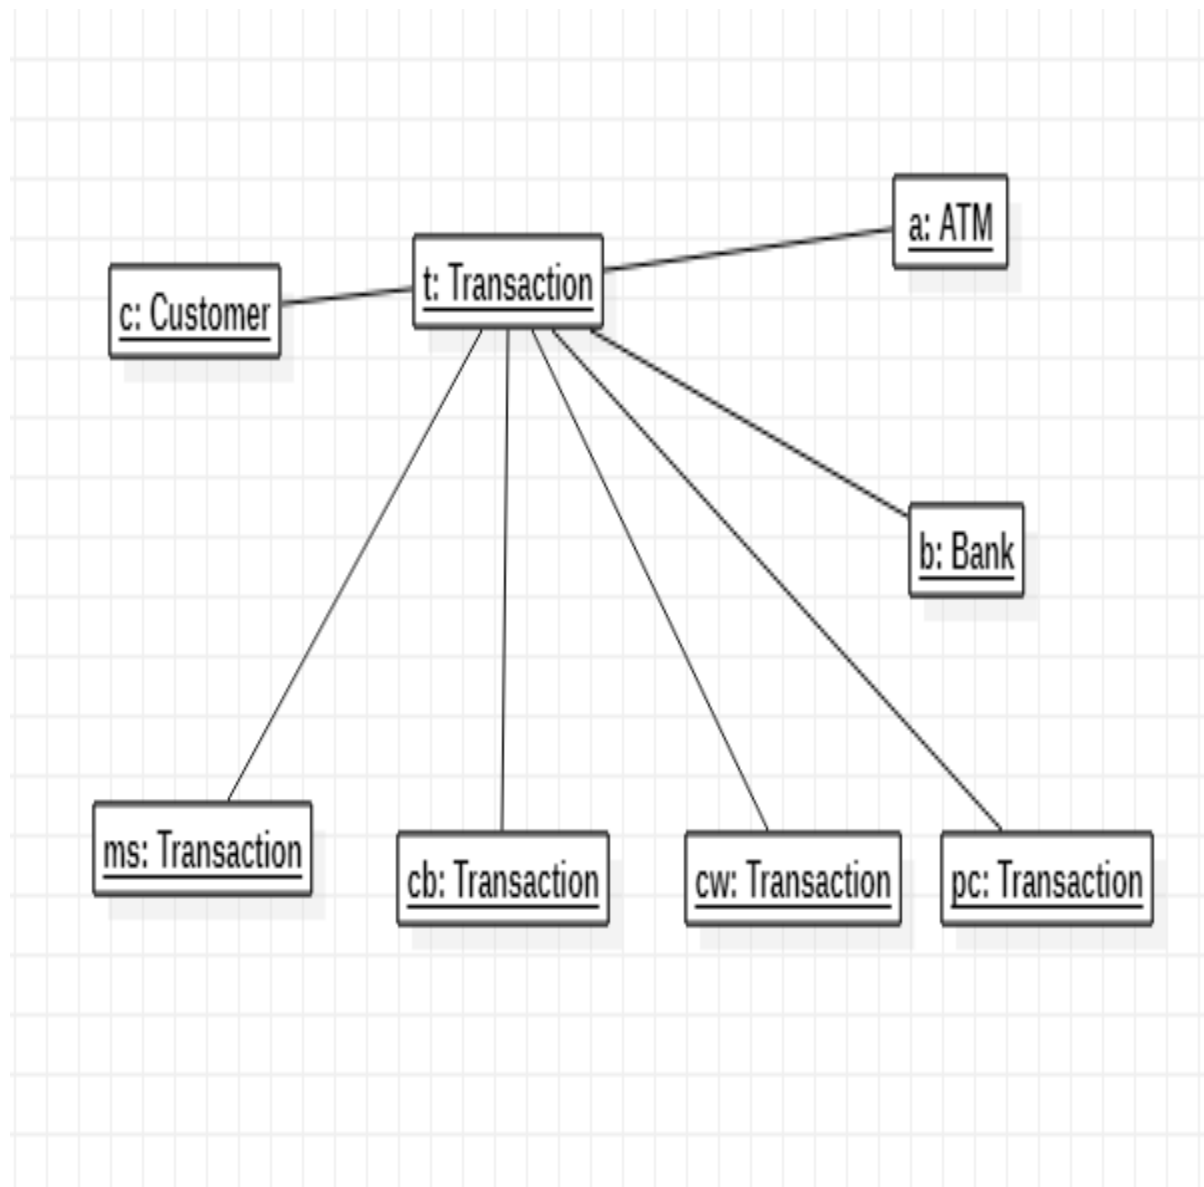 a: ATM
t: Transaction
c: Customer
b: Bank
ms: Transaction
cb: Transaction
cw: Transaction
pc: Transaction